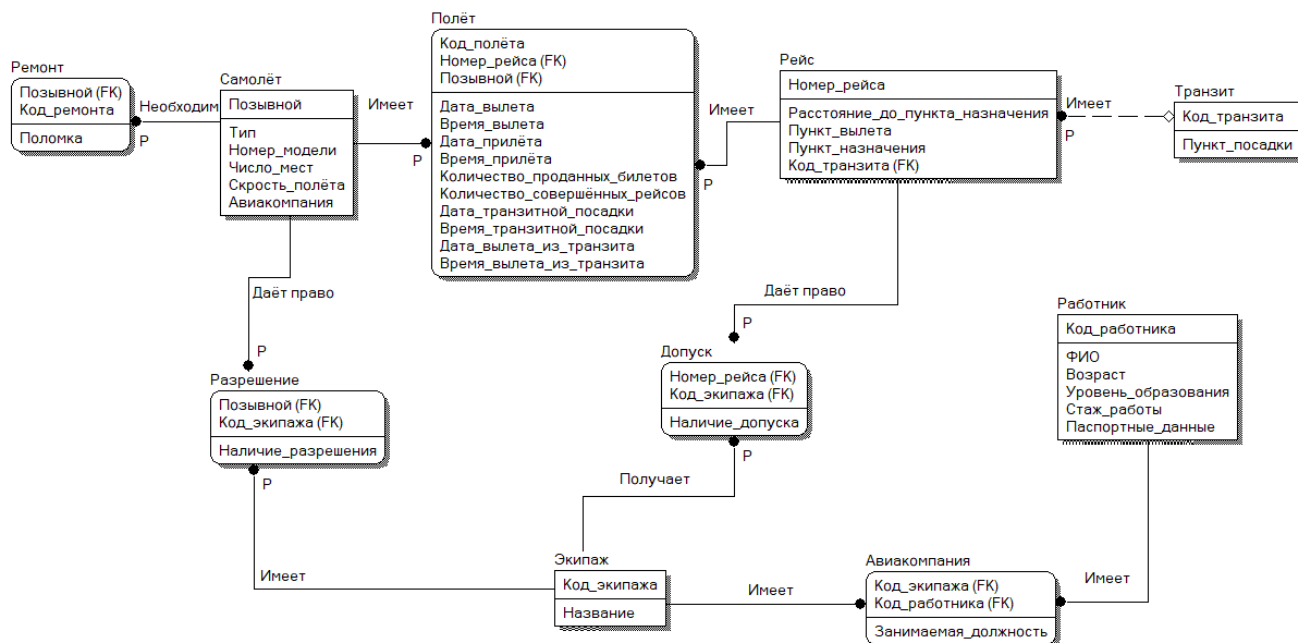 Полёт
Код_полёта
Номер_рейса (FK)
Позывной (FK)
Дата_вылета
Время_вылета
Дата_прилёта
Время_прилёта
Количество_проданных_билетов
Количество_совершённых_рейсов
Дата_транзитной_посадки
Время_транзитной_посадки
Дата_вылета_из_транзита
Время_вылета_из_транзита
Ремонт
Позывной (FK)
Код_ремонта
Поломка
Необходим
P
Самолёт
Позывной
Тип
Номер_модели
Число_мест
Скрость_полёта
Авиакомпания
Имеет
P
Имеет
P
Рейс
Номер_рейса
Расстояние_до_пункта_назначения
Пункт_вылета
Пункт_назначения
Код_транзита (FK)
Имеет
P
Транзит
Код_транзита
Пункт_посадки
Даёт право
P
Даёт право
P
Разрешение
Позывной (FK)
Код_экипажа (FK)
Наличие_разрешения
P
Допуск
Номер_рейса (FK)
Код_экипажа (FK)
Наличие_допуска
P
Работник
Код_работника
ФИО
Возраст
Уровень_образования
Стаж_работы
Паспортные_данные
Получает
Имеет
Экипаж
Код_экипажа
Название
Имеет
Авиакомпания
Код_экипажа (FK)
Код_работника (FK)
Занимаемая_должность
Имеет